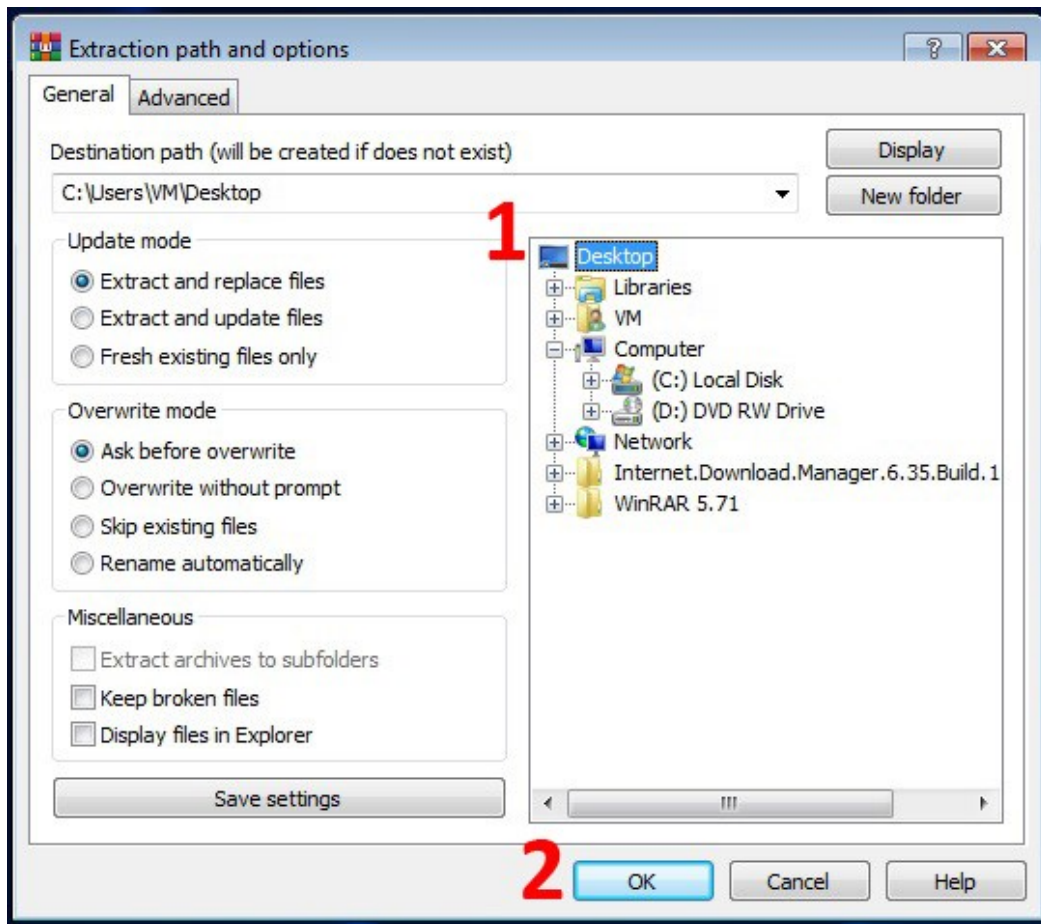 Extraction path and options
General
Advanced
Destination path (will be created if does not exist)
Display
C:\Users\VM\Desktop
New folder
1
Update mode
Extract and replace files
Extract and update files
Fresh existing files only
Overwrite mode
Ask before overwrite
Overwrite without prompt
Skip existing files
Rename automatically
Miscellaneous
Extract archives to subfolders
Keep broken files
Display files in Explorer
Save settings
Desktop
Libraries
VM
Computer
(C:) Local Disk
(D:) DVD RW Drive
Network
Internet.Download.Manager.6.35.Build.1
WinRAR 5.71
2
OK
Cancel
Help